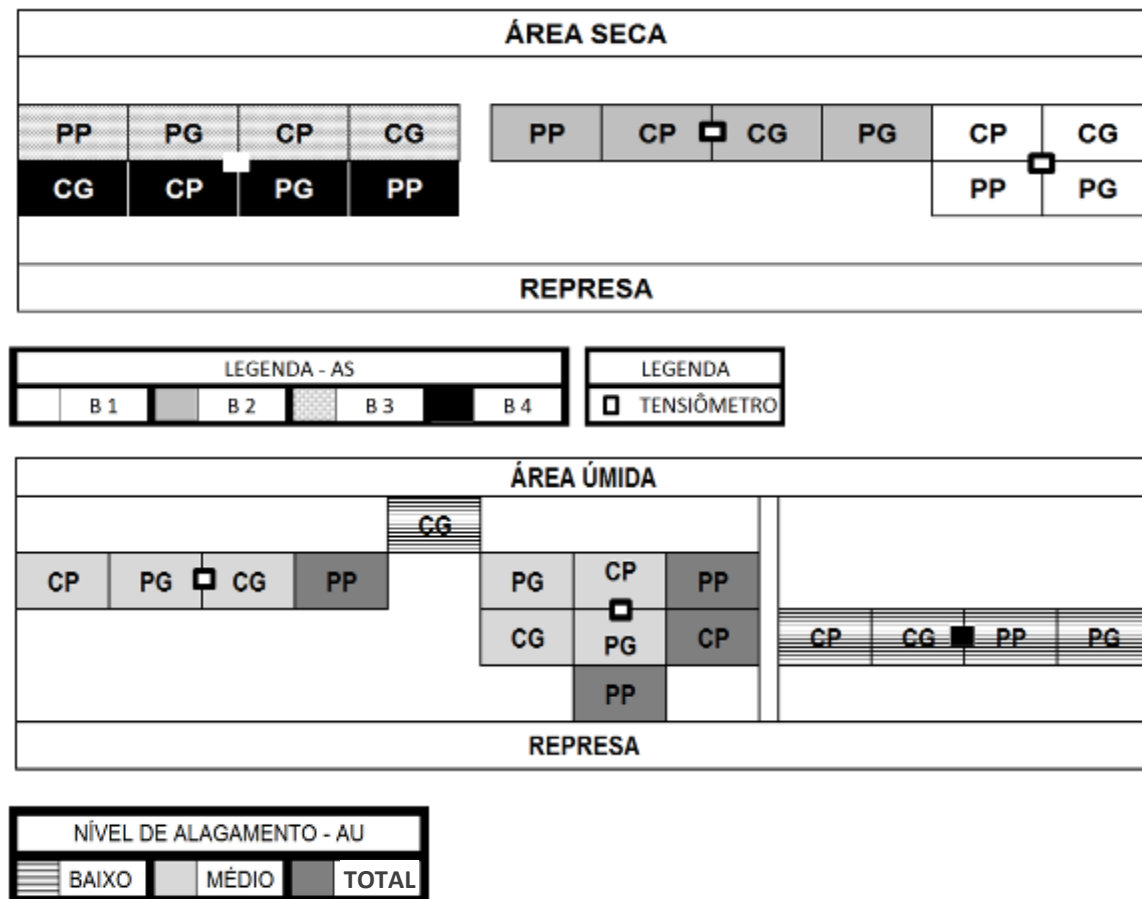 ÁREA SECA
PP PG CP CG PP CP CG PG CP CG
CG CP PG PP PP PG
REPRESA
LEGENDA - AS
B 1 B 2 B 3 B 4
LEGENDA
TENSIÔMETRO
ÁREA ÚMIDA
CG
CP PG CG PP PG CP PP
CG PG CP CP CG PP PG
PP
REPRESA
NÍVEL DE ALAGAMENTO - AU
BAIXO MÉDIO TOTAL